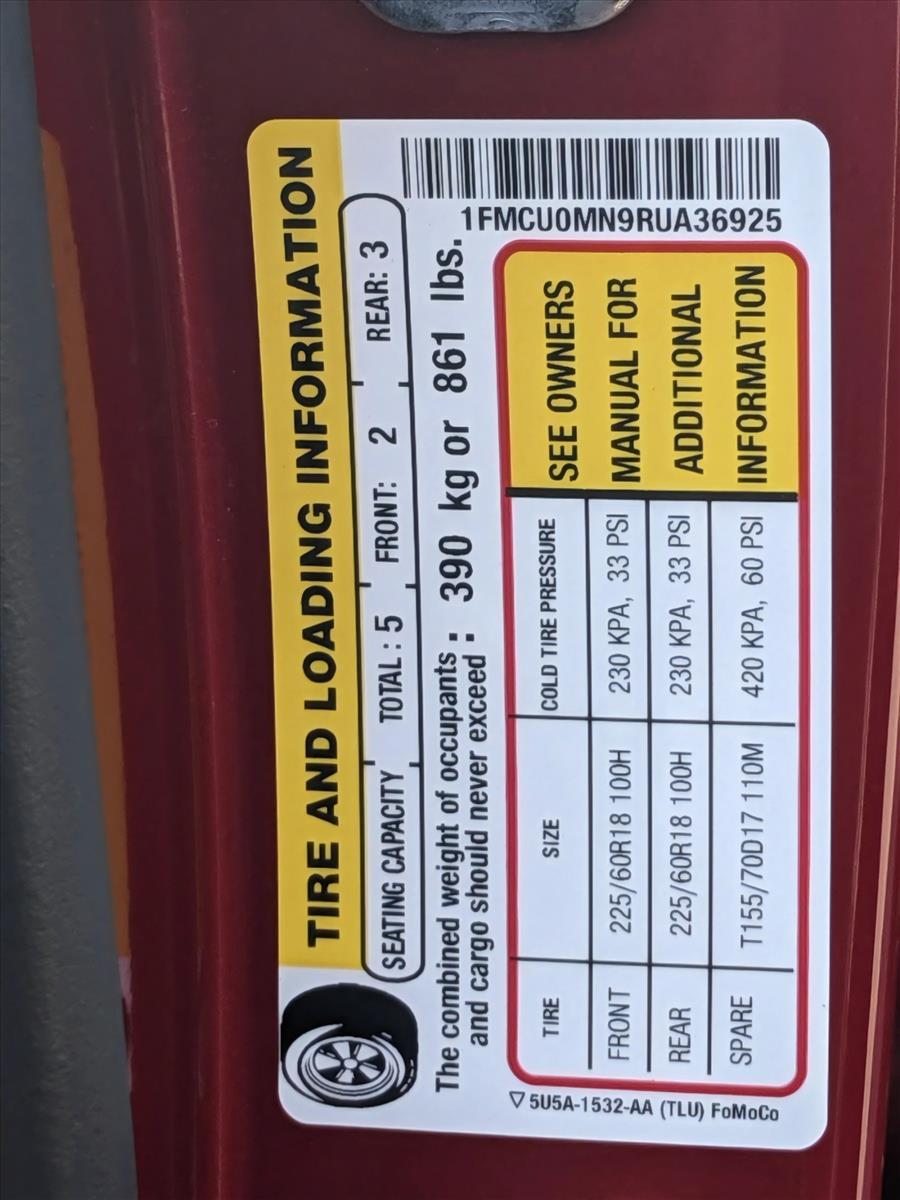 TIRE AND LOADING INFORMATION
SEATING CAPACITY TOTAL : 5 FRONT: 2 REAR: 3
The combined weight of occupants
and cargo should never exceed : 390 kg or 861 lbs.
1FMCU0MN9RUA36925
TIRE SIZE COLD TIRE PRESSURE
FRONT 225/60R18 100H 230 KPA, 33 PSI
REAR 225/60R18 100H 230 KPA, 33 PSI
SPARE T155/70D17 110M 420 KPA, 60 PSI
SEE OWNERS
MANUAL FOR
ADDITIONAL
INFORMATION
5U5A-1532-AA (TLU) FoMoCo